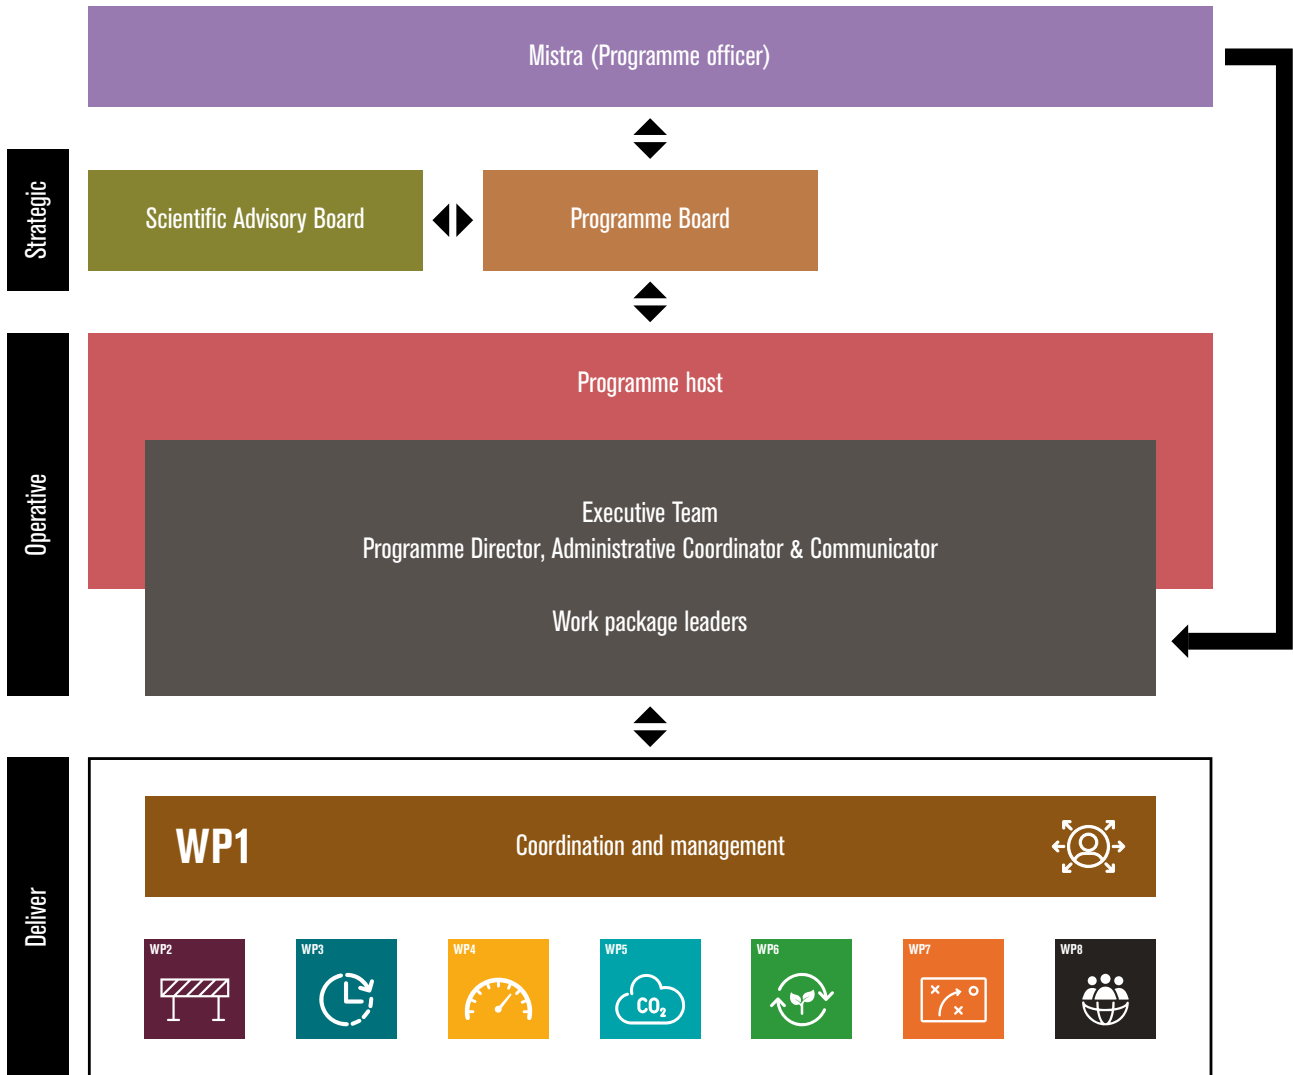 Mistra (Programme officer)
Strategic
Scientific Advisory Board
Programme Board
Operative
Programme host
Executive Team
Programme Director, Administrative Coordinator & Communicator
Work package leaders
Deliver
WP1
Coordination and management
WP2
WP3
WP4
WP5
CO₂
WP6
WP7
WP8